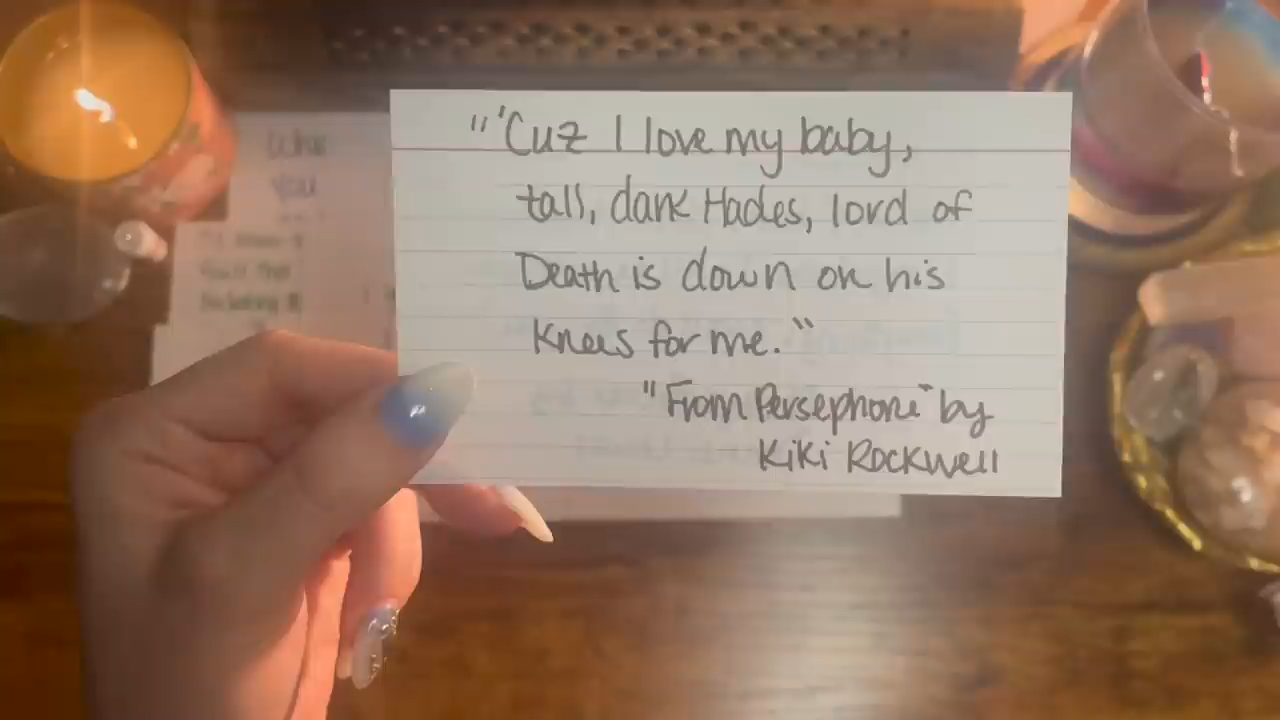 "'Cuz I love my baby,
tall, dark Hades, lord of
Death is down on his
knees for me."
"From Persephone" by
Kiki Rockwell
you